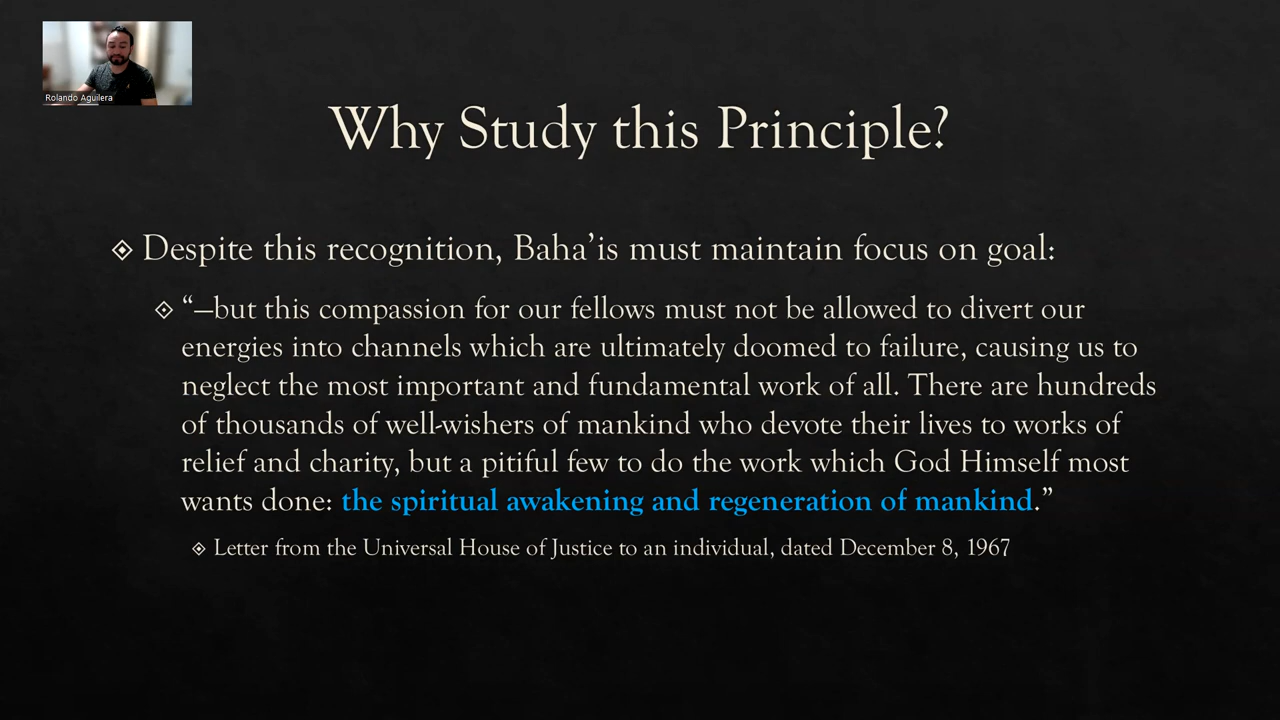 Rolando Aguilera
Why Study this Principle?
Despite this recognition, Baha’is must maintain focus on goal:
“—but this compassion for our fellows must not be allowed to divert our
energies into channels which are ultimately doomed to failure, causing us to
neglect the most important and fundamental work of all. There are hundreds
of thousands of well-wishers of mankind who devote their lives to works of
relief and charity, but a pitiful few to do the work which God Himself most
wants done: the spiritual awakening and regeneration of mankind.”
Letter from the Universal House of Justice to an individual, dated December 8, 1967